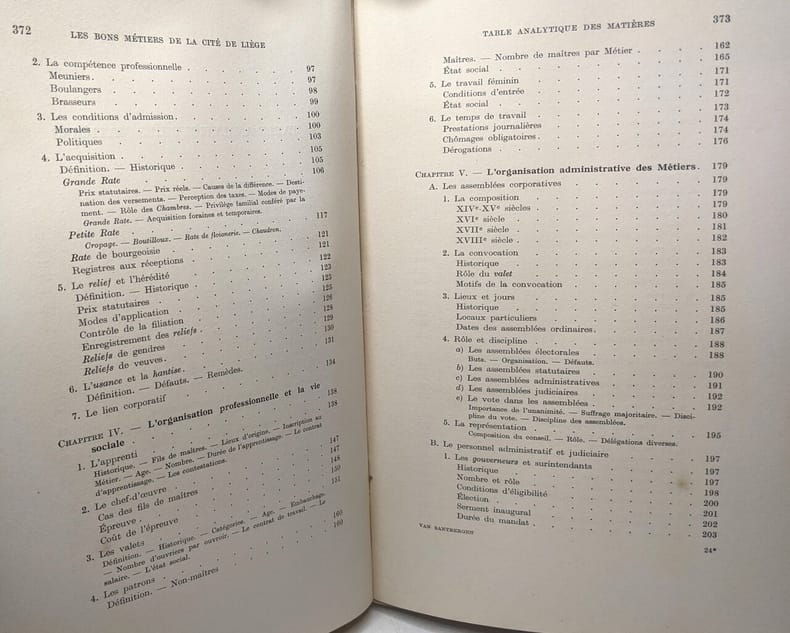 372 LES BONS MÉTIERS DE LA CITÉ DE LIÉGE
2. La compétence professionnelle . . . . . . . 97
Meuniers. . . . . . . . . . . 97
Boulangers . . . . . . . . . . 98
Brasseurs . . . . . . . . . . 99
3. Les conditions d'admission. . . . . . . . 100
Morales . . . . . . . . . . . 100
Politiques . . . . . . . . . . 103
4. L'acquisition . . . . . . . . . . 105
Définition. — Historique . . . . . . . 105
Grande Rate . . . . . . . . . 106
Prix statutaires. — Prix réels. — Causes de la différence. — Desti-
nation des versements. — Perception des taxes. — Modes de paye-
ment. — Rôle des Chambres. — Privilège familial conféré par la
Grande Rate. — Acquisition foraines et temporaires.
Petite Rate . . . . . . . . . 117
Cropage. — Boutilloux. — Rate de floionerie. — Chaudron.
Rate de bourgeoisie . . . . . . . . 121
Registres aux réceptions . . . . . . . 121
5. Le relief et l'hérédité . . . . . . . . 122
Définition. — Historique . . . . . . . 123
Prix statutaires . . . . . . . . . 125
Modes d'application . . . . . . . . 125
Contrôle de la filiation . . . . . . . 126
Enregistrement des reliefs . . . . . . . 128
Reliefs de gendres . . . . . . . . 129
Reliefs de veuves. . . . . . . . . 130
6. L'usance et la hantise. . . . . . . . 131
Définition. — Défauts. — Remèdes.
7. Le lien corporatif . . . . . . . . 134
CHAPITRE IV. — L'organisation professionnelle et la vie
sociale . . . . . . . . . . 138
1. L'apprenti . . . . . . . . . . 138
Historique. — Fils de maîtres. — Lieux d'origine. — Inscription au
Métier. — Age. — Nombre. — Durée de l'apprentissage. — Le contrat
d'apprentissage. — Les contestations.
2. Le chef-d'œuvre . . . . . . . . . 147
Cas des fils de maîtres . . . . . . . 147
Épreuve . . . . . . . . . . 148
Coût de l'épreuve . . . . . . . . 150
3. Les valets . . . . . . . . . . 151
Définition. — Historique. — Catégories. — Age. — Embauchage.
— Nombre d'ouvriers par ouvroir. — Le contrat de travail. — Le
salaire. — L'état social.
4. Les patrons . . . . . . . . . 160
Définition. — Non-maîtres . . . . . . . 160
TABLE ANALYTIQUE DES MATIÈRES 373
Maîtres. — Nombre de maîtres par Métier . . . . 162
État social . . . . . . . . . . 165
5. Le travail féminin . . . . . . . . 171
Conditions d'entrée . . . . . . . . 171
État social . . . . . . . . . . 172
6. Le temps de travail . . . . . . . . 173
Prestations journalières . . . . . . . 174
Chômages obligatoires . . . . . . . . 174
Dérogations . . . . . . . . . . 176
CHAPITRE V. — L'organisation administrative des Métiers. 179
A. Les assemblées corporatives . . . . . . . 179
1. La composition . . . . . . . . . 179
XIVe-XVe siècles . . . . . . . . . 179
XVIe siècle . . . . . . . . . . 180
XVIIe siècle . . . . . . . . . . 181
XVIIIe siècle . . . . . . . . . . 182
2. La convocation . . . . . . . . . 183
Historique . . . . . . . . . . 183
Rôle du valet . . . . . . . . . 184
Motifs de la convocation . . . . . . . 185
3. Lieux et jours . . . . . . . . . 185
Historique . . . . . . . . . . 185
Locaux particuliers . . . . . . . . 186
Dates des assemblées ordinaires. . . . . . 187
4. Rôle et discipline . . . . . . . . 188
a) Les assemblées électorales . . . . . . 188
Buts. — Organisation. — Défauts.
b) Les assemblées statutaires . . . . . . 190
c) Les assemblées administratives . . . . . 191
d) Les assemblées judiciaires . . . . . . 192
e) Le vote dans les assemblées . . . . . . 192
Importance de l'unanimité. — Suffrage majoritaire. — Disci-
pline du vote. — Discipline des assemblées.
5. La représentation . . . . . . . . 195
Composition du conseil. — Rôle. — Délégations diverses.
B. Le personnel administratif et judiciaire . . . . . 197
1. Les gouverneurs et surintendants . . . . . 197
Historique . . . . . . . . . . 197
Nombre et rôle . . . . . . . . . 198
Conditions d'éligibilité . . . . . . . 200
Élection . . . . . . . . . . 201
Serment inaugural . . . . . . . . 202
Durée du mandat . . . . . . . . . 203
VAN SANTBERGEN 24*